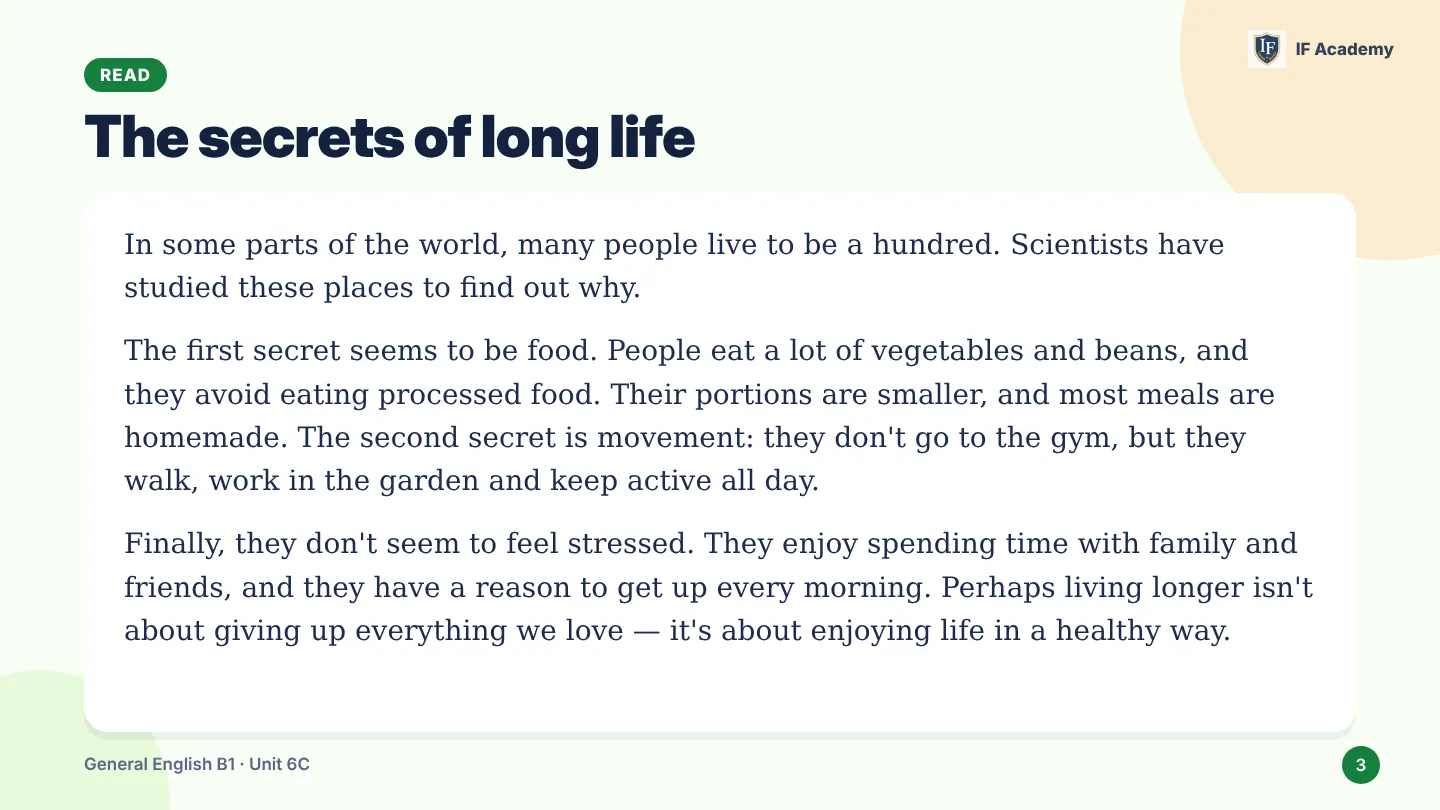 IF
IF Academy
READ
The secrets of long life
In some parts of the world, many people live to be a hundred. Scientists have
studied these places to find out why.
The first secret seems to be food. People eat a lot of vegetables and beans, and
they avoid eating processed food. Their portions are smaller, and most meals are
homemade. The second secret is movement: they don't go to the gym, but they
walk, work in the garden and keep active all day.
Finally, they don't seem to feel stressed. They enjoy spending time with family and
friends, and they have a reason to get up every morning. Perhaps living longer isn't
about giving up everything we love — it's about enjoying life in a healthy way.
General English B1 · Unit 6C
3